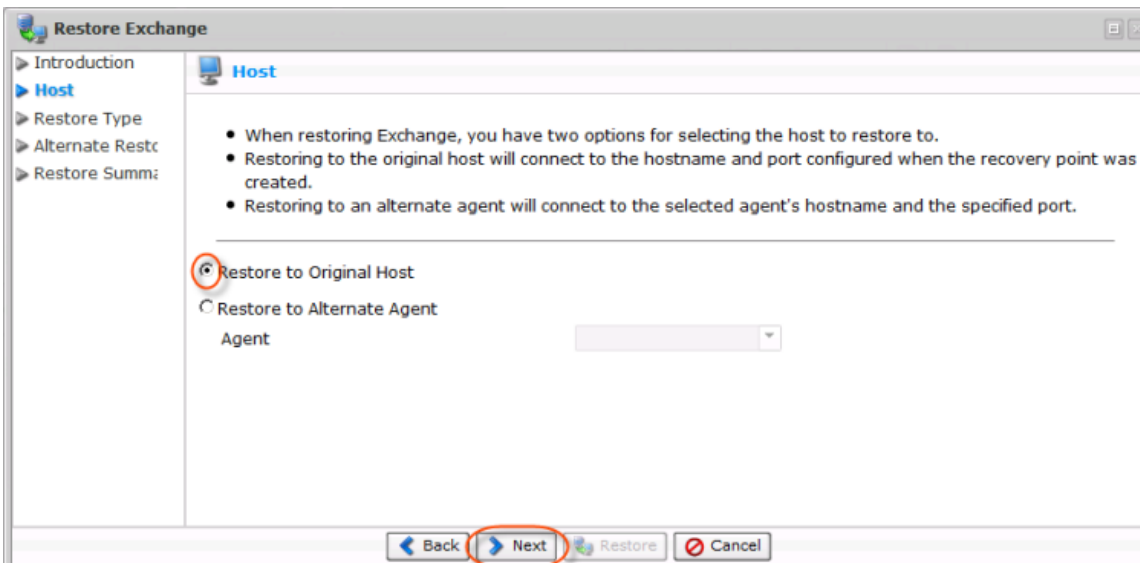 Restore Exchange
Introduction
Host
Restore Type
Alternate Restc
Restore Summa
Host
When restoring Exchange, you have two options for selecting the host to restore to.
Restoring to the original host will connect to the hostname and port configured when the recovery point was
created.
Restoring to an alternate agent will connect to the selected agent's hostname and the specified port.
Restore to Original Host
Restore to Alternate Agent
Agent
Back Next Restore Cancel